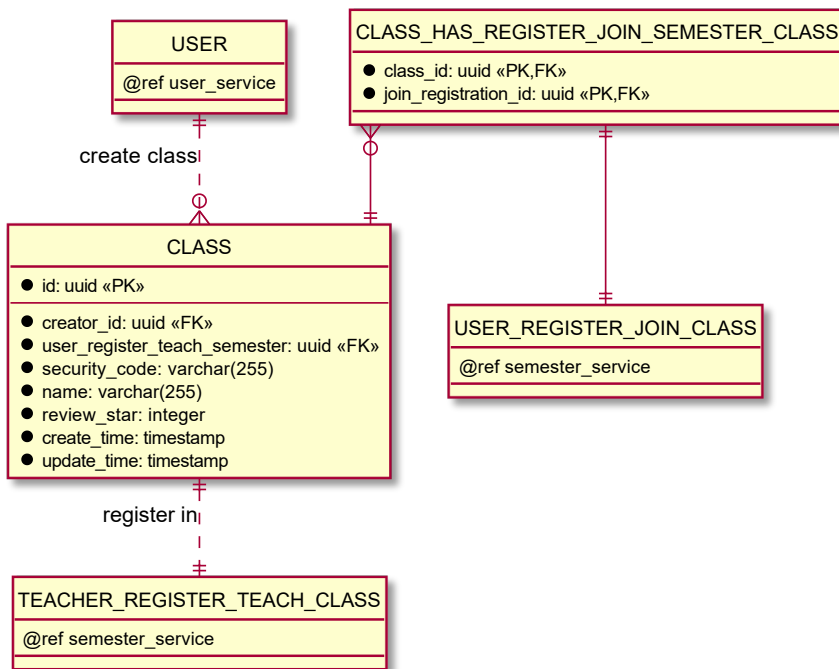 USER
@ref user_service
CLASS_HAS_REGISTER_JOIN_SEMESTER_CLASS
class_id: uuid «PK,FK»
join_registration_id: uuid «PK,FK»
create class
CLASS
id: uuid «PK»
creator_id: uuid «FK»
user_register_teach_semester: uuid «FK»
security_code: varchar(255)
name: varchar(255)
review_star: integer
create_time: timestamp
update_time: timestamp
USER_REGISTER_JOIN_CLASS
@ref semester_service
register in
TEACHER_REGISTER_TEACH_CLASS
@ref semester_service